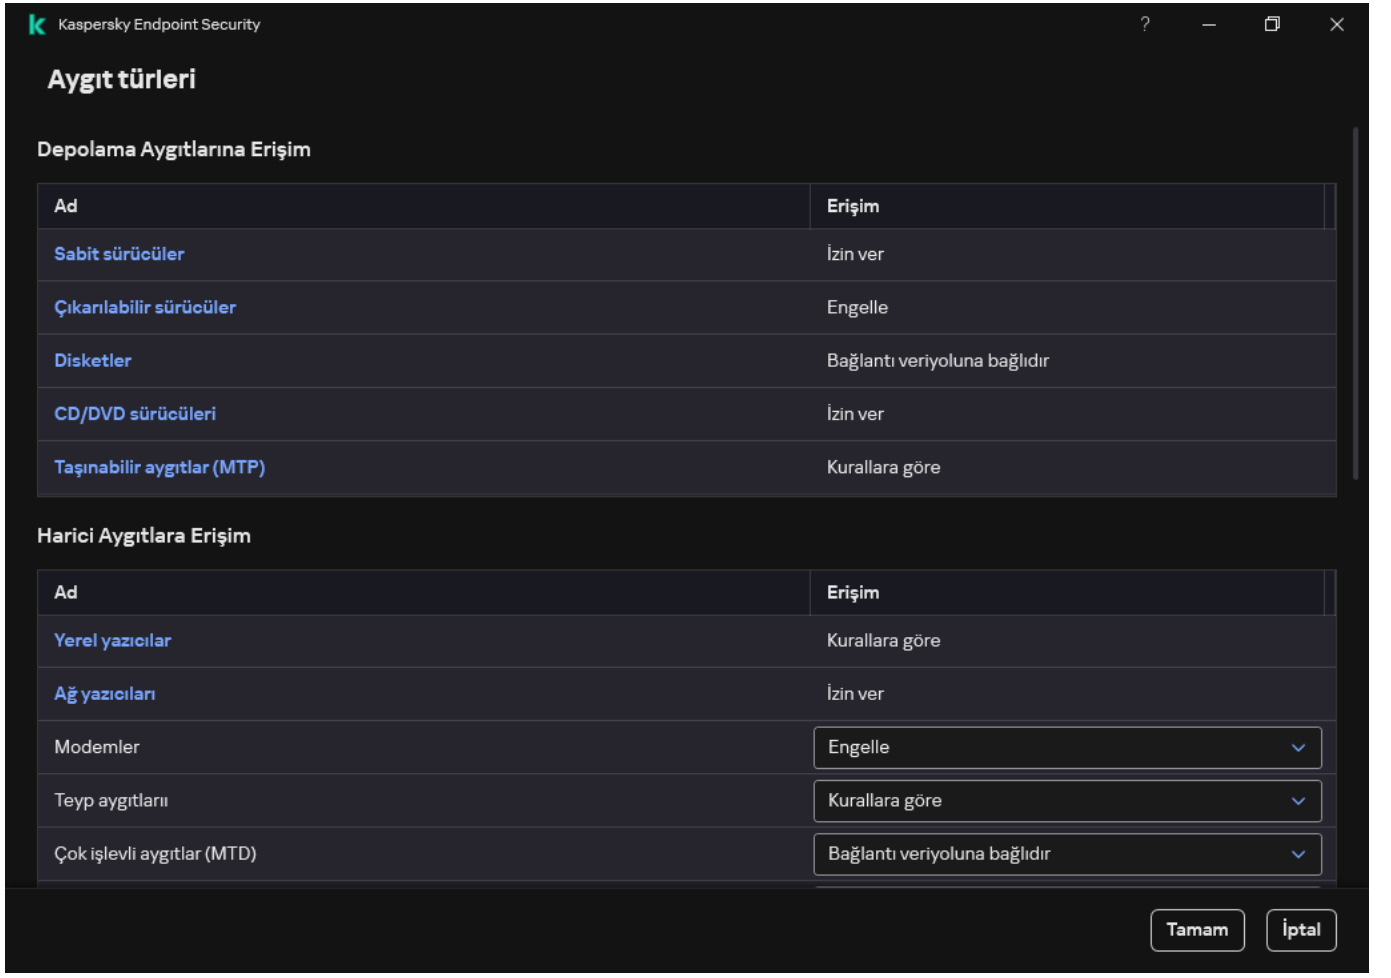 Kaspersky Endpoint Security
?
Aygıt türleri
Depolama Aygıtlarına Erişim
Ad Erişim
Sabit sürücüler İzin ver
Çıkarılabilir sürücüler Engelle
Disketler Bağlantı veriyoluna bağlıdır
CD/DVD sürücüleri İzin ver
Taşınabilir aygıtlar (MTP) Kurallara göre
Harici Aygıtlara Erişim
Ad Erişim
Yerel yazıcılar Kurallara göre
Ağ yazıcıları İzin ver
Modemler Engelle
Teyp aygıtlarıı Kurallara göre
Çok işlevli aygıtlar (MTD) Bağlantı veriyoluna bağlıdır
Tamam İptal